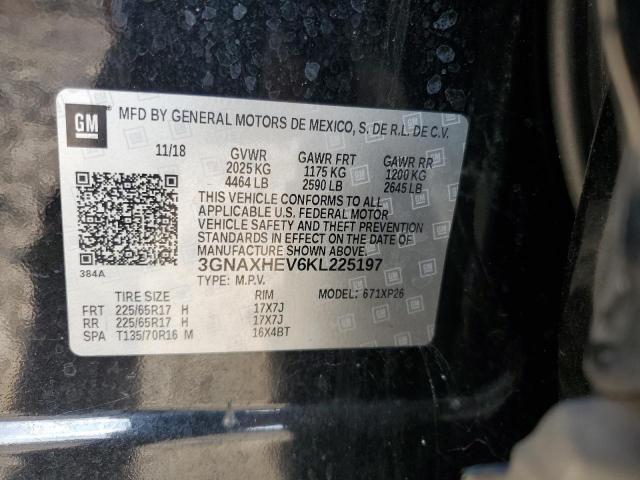 GM
MFD BY GENERAL MOTORS DE MEXICO, S. DE R.L. DE C.V.
11/18 GVWR GAWR FRT GAWR RR
2025 KG 1175 KG 1200 KG
4464 LB 2590 LB 2645 LB
THIS VEHICLE CONFORMS TO ALL
APPLICABLE U.S. FEDERAL MOTOR
VEHICLE SAFETY AND THEFT PREVENTION
STANDARDS IN EFFECT ON THE DATE OF
MANUFACTURE SHOWN ABOVE.
3GNAXHEV6KL225197
384A
TYPE: M.P.V. MODEL: 671XP26
TIRE SIZE RIM
FRT 225/65R17 H 17X7J
RR 225/65R17 H 17X7J
SPA T135/70R16 M 16X4BT